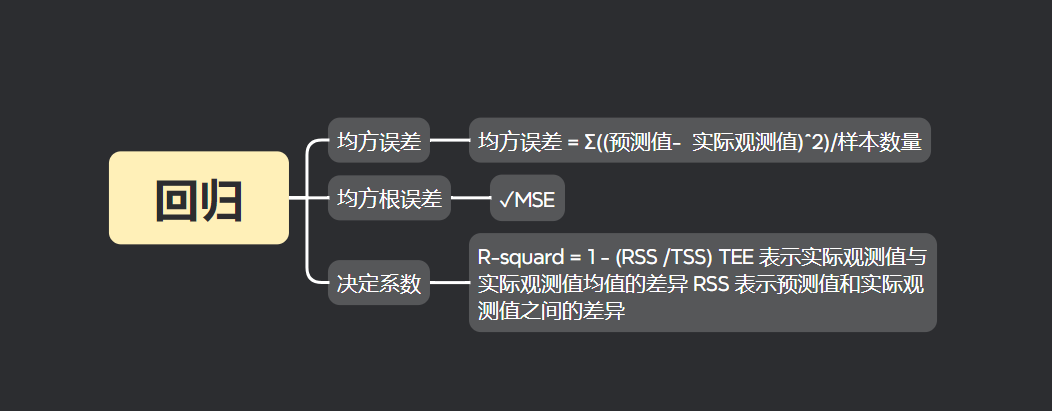 回归
均方误差
均方误差 = Σ((预测值- 实际观测值)^2)/样本数量
均方根误差
√MSE
决定系数
R-squard = 1 - (RSS /TSS) TEE 表示实际观测值与
实际观测值均值的差异 RSS 表示预测值和实际观
测值之间的差异